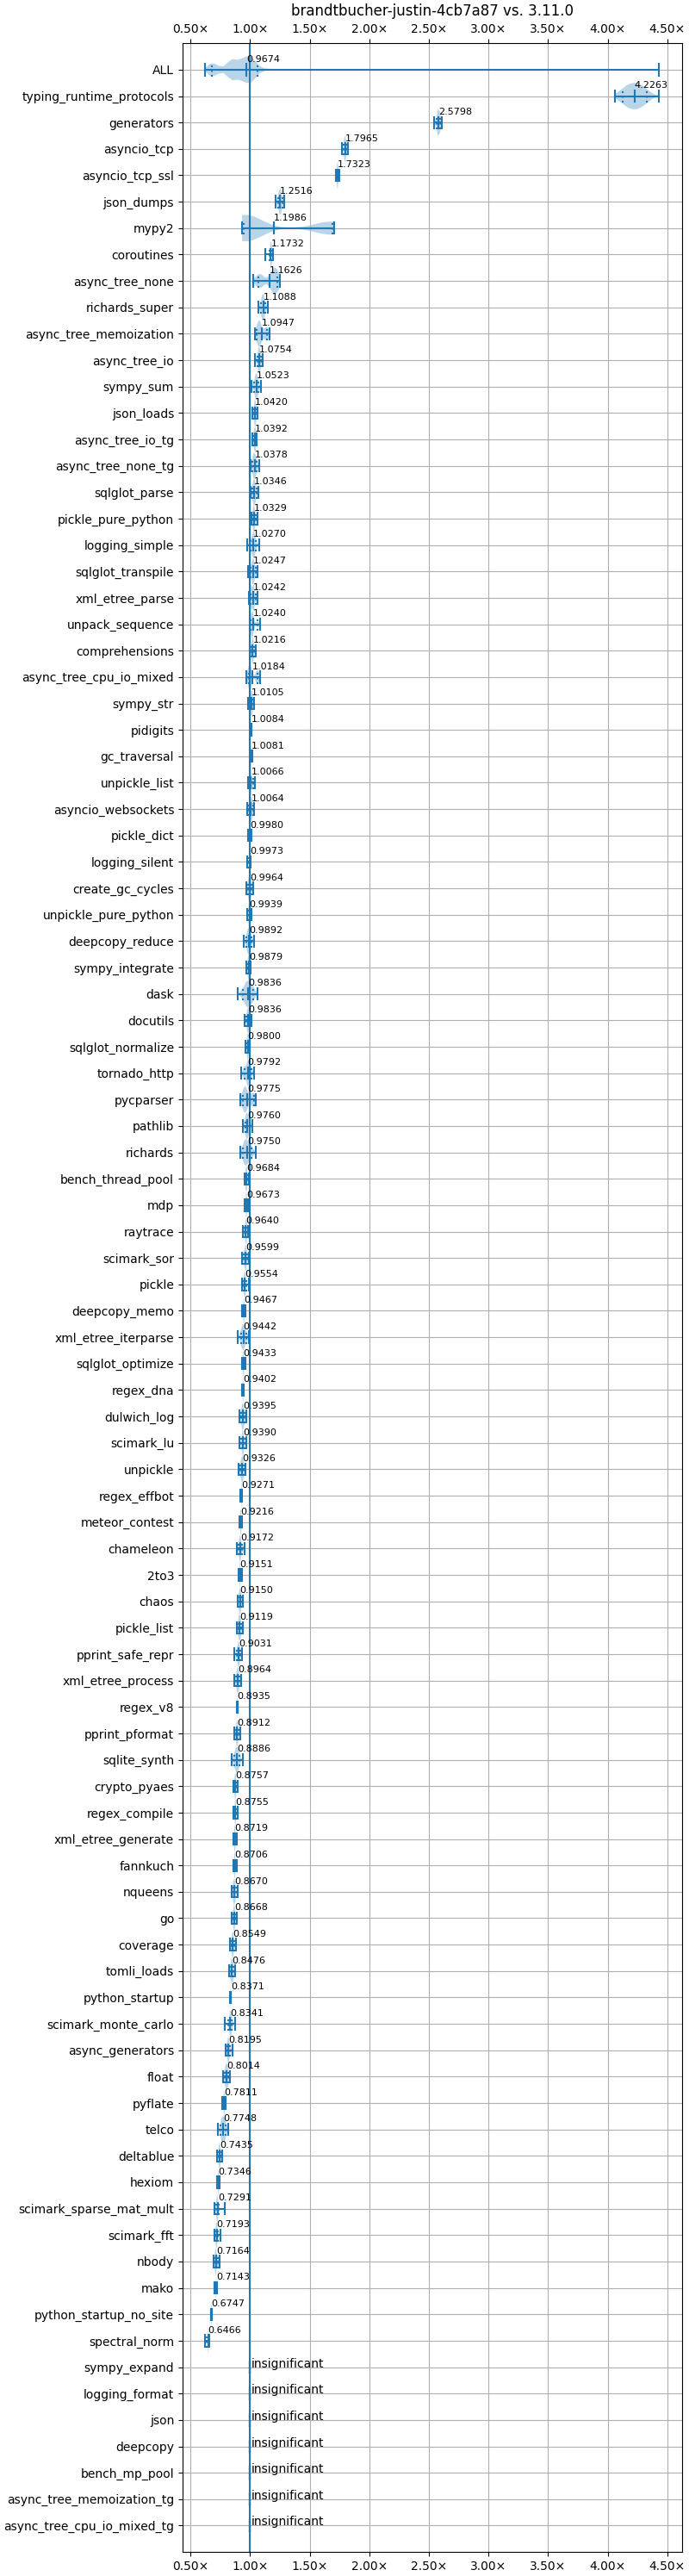 brandtbucher-justin-4cb7a87 vs. 3.11.0
0.50× 1.00× 1.50× 2.00× 2.50× 3.00× 3.50× 4.00× 4.50×
ALL 0.9674
typing_runtime_protocols 4.2263
generators 2.5798
asyncio_tcp 1.7965
asyncio_tcp_ssl 1.7323
json_dumps 1.2516
mypy2 1.1986
coroutines 1.1732
async_tree_none 1.1626
richards_super 1.1088
async_tree_memoization 1.0947
async_tree_io 1.0754
sympy_sum 1.0523
json_loads 1.0420
async_tree_io_tg 1.0392
async_tree_none_tg 1.0378
sqlglot_parse 1.0346
pickle_pure_python 1.0329
logging_simple 1.0270
sqlglot_transpile 1.0247
xml_etree_parse 1.0242
unpack_sequence 1.0240
comprehensions 1.0216
async_tree_cpu_io_mixed 1.0184
sympy_str 1.0105
pidigits 1.0084
gc_traversal 1.0081
unpickle_list 1.0066
asyncio_websockets 1.0064
pickle_dict 0.9980
logging_silent 0.9973
create_gc_cycles 0.9964
unpickle_pure_python 0.9939
deepcopy_reduce 0.9892
sympy_integrate 0.9879
dask 0.9836
docutils 0.9836
sqlglot_normalize 0.9800
tornado_http 0.9792
pycparser 0.9775
pathlib 0.9760
richards 0.9750
bench_thread_pool 0.9684
mdp 0.9673
raytrace 0.9640
scimark_sor 0.9599
pickle 0.9554
deepcopy_memo 0.9467
xml_etree_iterparse 0.9442
sqlglot_optimize 0.9433
regex_dna 0.9402
dulwich_log 0.9395
scimark_lu 0.9390
unpickle 0.9326
regex_effbot 0.9271
meteor_contest 0.9216
chameleon 0.9172
2to3 0.9151
chaos 0.9150
pickle_list 0.9119
pprint_safe_repr 0.9031
xml_etree_process 0.8964
regex_v8 0.8935
pprint_pformat 0.8912
sqlite_synth 0.8886
crypto_pyaes 0.8757
regex_compile 0.8755
xml_etree_generate 0.8719
fannkuch 0.8706
nqueens 0.8670
go 0.8668
coverage 0.8549
tomli_loads 0.8476
python_startup 0.8371
scimark_monte_carlo 0.8341
async_generators 0.8195
float 0.8014
pyflate 0.7811
telco 0.7748
deltablue 0.7435
hexiom 0.7346
scimark_sparse_mat_mult 0.7291
scimark_fft 0.7193
nbody 0.7164
mako 0.7143
python_startup_no_site 0.6747
spectral_norm 0.6466
sympy_expand insignificant
logging_format insignificant
json insignificant
deepcopy insignificant
bench_mp_pool insignificant
async_tree_memoization_tg insignificant
async_tree_cpu_io_mixed_tg insignificant
0.50× 1.00× 1.50× 2.00× 2.50× 3.00× 3.50× 4.00× 4.50×